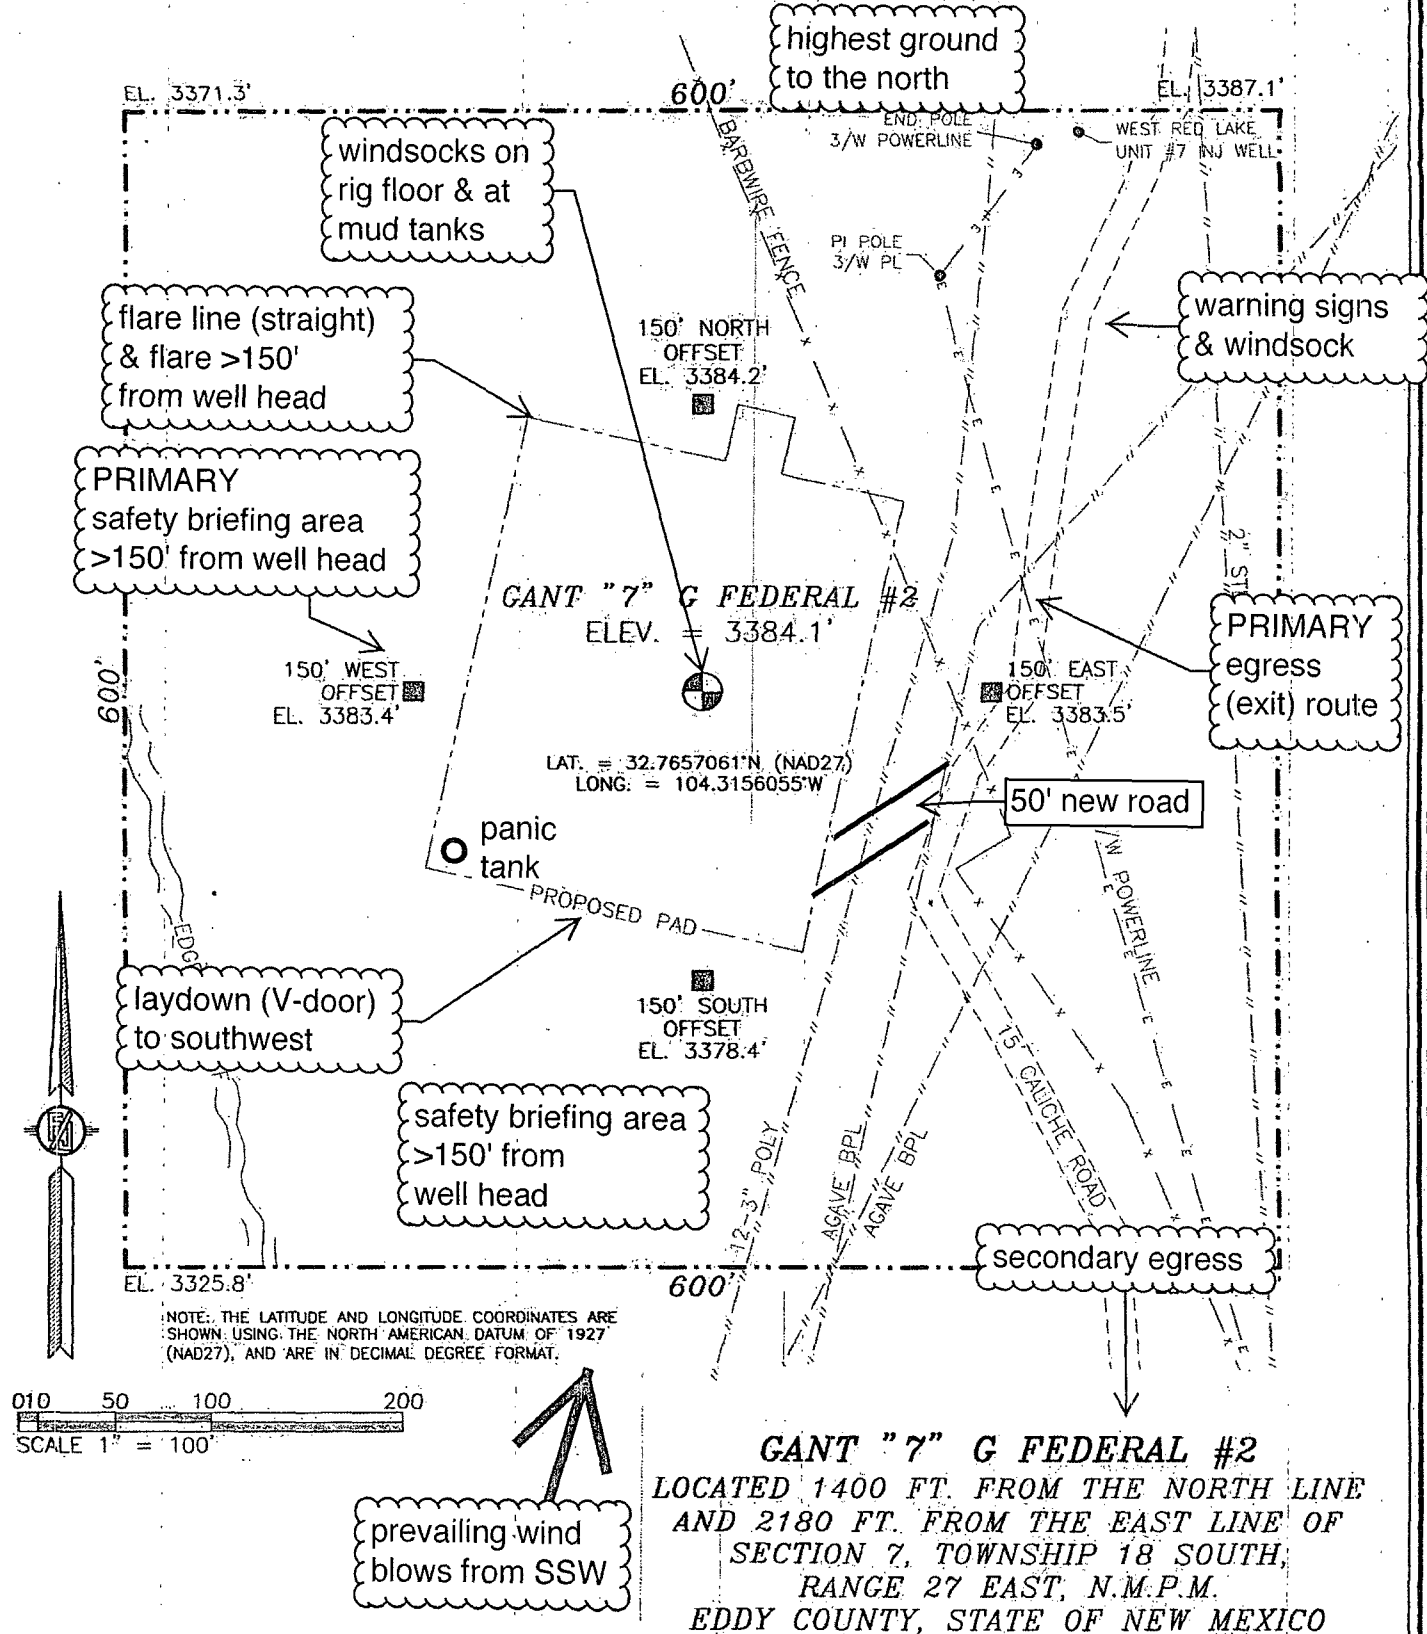 highest ground
to the north
EL. 3371.3'
600'
EL. 3387.1'
windsocks on
rig floor & at
mud tanks
BARBWIRE FENCE
END POLE
3/W POWERLINE
WEST RED LAKE
UNIT #7 INJ WELL
PI POLE
3/W PL
flare line (straight)
& flare >150'
from well head
150' NORTH
OFFSET
EL. 3384.2'
warning signs
& windsock
PRIMARY
safety briefing area
>150' from well head
2" ST
GANT "7" G FEDERAL #2
ELEV. = 3384.1'
PRIMARY
egress
(exit) route
600'
150' WEST
OFFSET
EL. 3383.4'
150' EAST
OFFSET
EL. 3383.5'
LAT. = 32.7657061°N (NAD27)
LONG. = 104.3156055°W
50' new road
panic
tank
PROPOSED PAD
/W POWERLINE
EDGE
laydown (V-door)
to southwest
150' SOUTH
OFFSET
EL. 3378.4'
15' CALICHE ROAD
safety briefing area
>150' from
well head
12-3" POLY
AGAVE BPL
AGAVE BPL
secondary egress
EL. 3325.8'
600'
NOTE: THE LATITUDE AND LONGITUDE COORDINATES ARE
SHOWN USING THE NORTH AMERICAN DATUM OF 1927
(NAD27), AND ARE IN DECIMAL DEGREE FORMAT.
010 50 100 200
SCALE 1" = 100'
prevailing wind
blows from SSW
GANT "7" G FEDERAL #2
LOCATED 1400 FT. FROM THE NORTH LINE
AND 2180 FT. FROM THE EAST LINE OF
SECTION 7, TOWNSHIP 18 SOUTH,
RANGE 27 EAST, N.M.P.M.
EDDY COUNTY, STATE OF NEW MEXICO